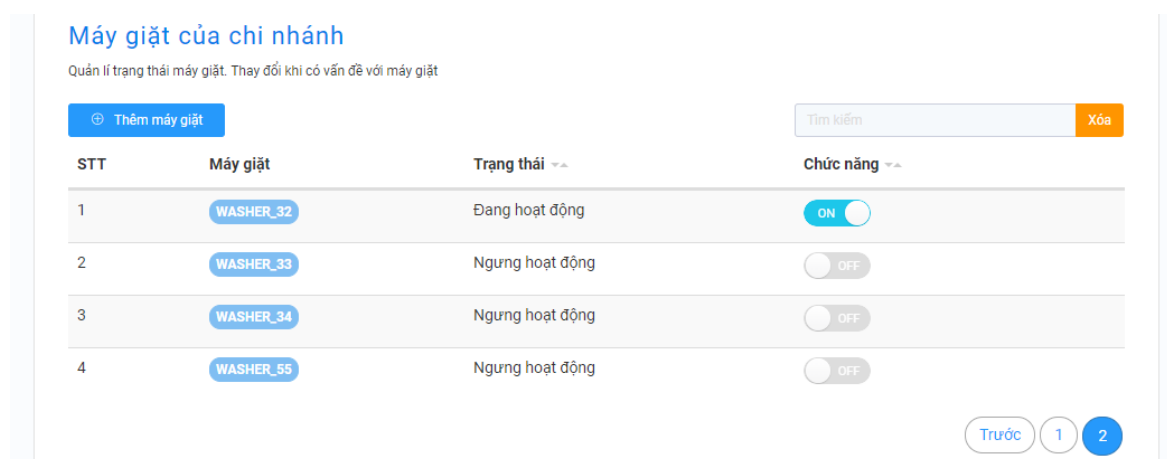 Máy giặt của chi nhánh
Quản lí trạng thái máy giặt. Thay đổi khi có vấn đề với máy giặt
Thêm máy giặt
Tìm kiếm Xóa
STT Máy giặt Trạng thái Chức năng
1 WASHER_32 Đang hoạt động ON
2 WASHER_33 Ngưng hoạt động OFF
3 WASHER_34 Ngưng hoạt động OFF
4 WASHER_55 Ngưng hoạt động OFF
Trước 1 2